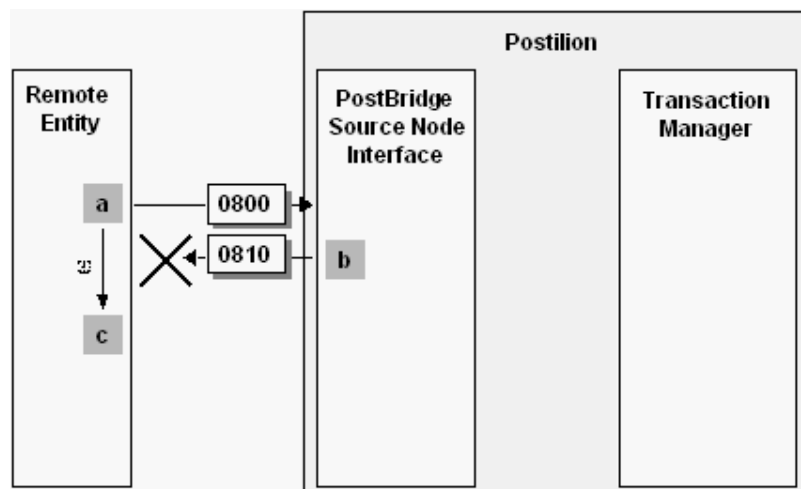 Postilion
Remote
Entity
PostBridge
Source Node
Interface
Transaction
Manager
a
0800
0810
b
c